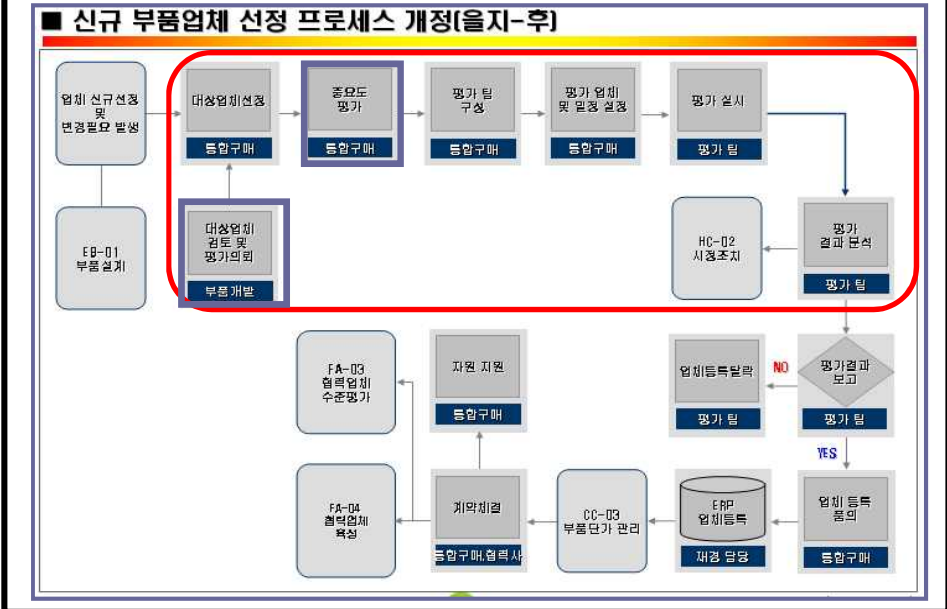 ■ 신규 부품업체 선정 프로세스 개정(을지-후)
업체 신규선정
및
변경필요 발생
대상업체선정
통합구매
중요도
평가
통합구매
평가 팀
구성
통합구매
평가 업체
및 일정 설정
통합구매
평가 실시
평가 팀
EB-01
부품설계
대상업체
검토 및
평가의뢰
부품개발
HC-02
시정조치
평가
결과 분석
평가 팀
FA-03
협력업체
수준평가
자원 지원
통합구매
업체등록탈락
평가 팀
NO
평가결과
보고
평가 팀
YES
FA-04
협력업체
육성
계약체결
통합구매,협력사
CC-03
부품단가 관리
ERP
업체등록
재경 담당
업체 등록
품의
통합구매